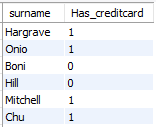 surname Has_creditcard
Hargrave 1
Onio 1
Boni 0
Hill 0
Mitchell 1
Chu 1